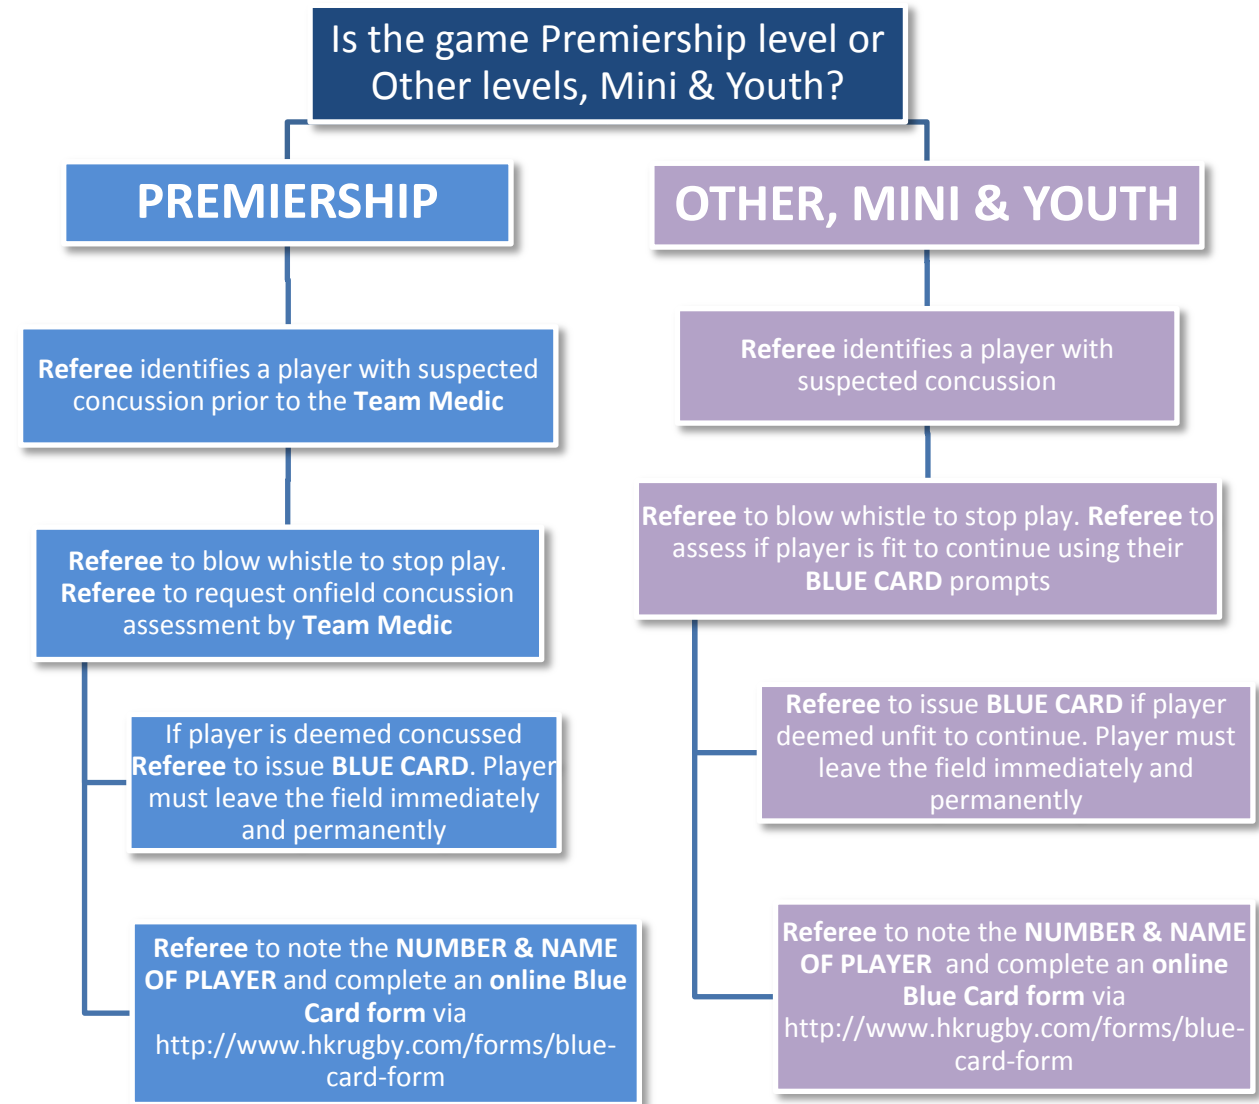 Is the game Premiership level or
Other levels, Mini & Youth?
PREMIERSHIP
Referee identifies a player with suspected
concussion prior to the Team Medic
Referee to blow whistle to stop play.
Referee to request onfield concussion
assessment by Team Medic
If player is deemed concussed
Referee to issue BLUE CARD. Player
must leave the field immediately
and permanently
Referee to note the NUMBER & NAME
OF PLAYER and complete an online Blue
Card form via
http://www.hkrugby.com/forms/blue-
card-form
OTHER, MINI & YOUTH
Referee identifies a player with
suspected concussion
Referee to blow whistle to stop play. Referee to
assess if player is fit to continue using their
BLUE CARD prompts
Referee to issue BLUE CARD if player
deemed unfit to continue. Player must
leave the field immediately and
permanently
Referee to note the NUMBER & NAME
OF PLAYER and complete an online
Blue Card form via
http://www.hkrugby.com/forms/blue-
card-form